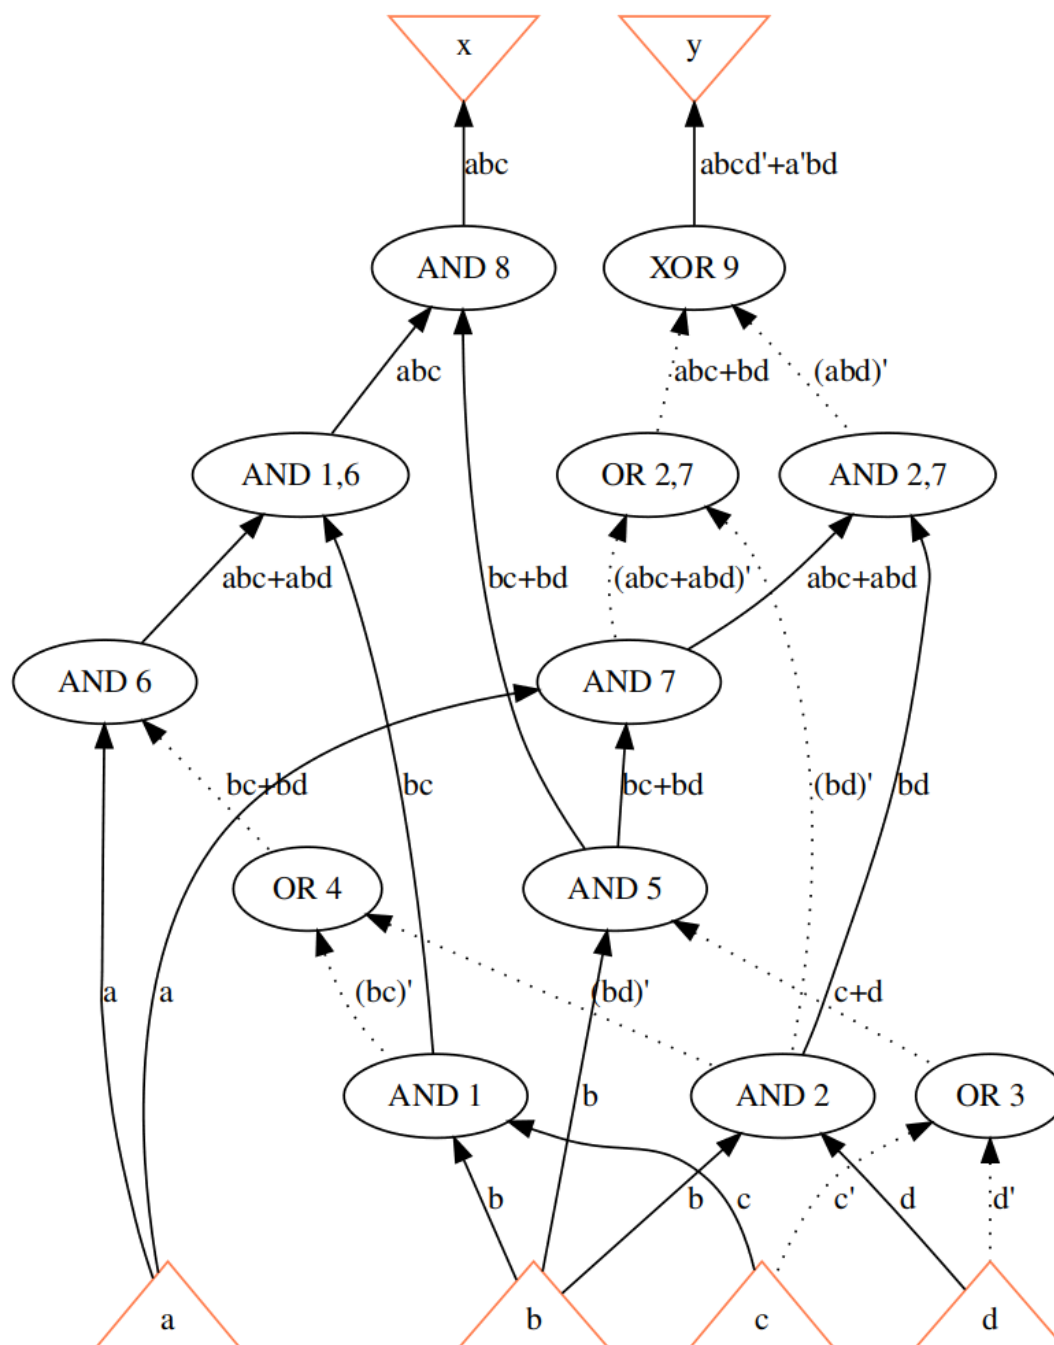 x y
abc abcd'+a'bd
AND 8 XOR 9
abc abc+bd (abd)'
AND 1,6 OR 2,7 AND 2,7
abc+abd bc+bd (abc+abd)' abc+abd
AND 6 AND 7
bc+bd bc bc+bd (bd)' bd
OR 4 AND 5
a a (bc)' (bd)' c+d
AND 1 b AND 2 OR 3
b b c c' d d'
a b c d